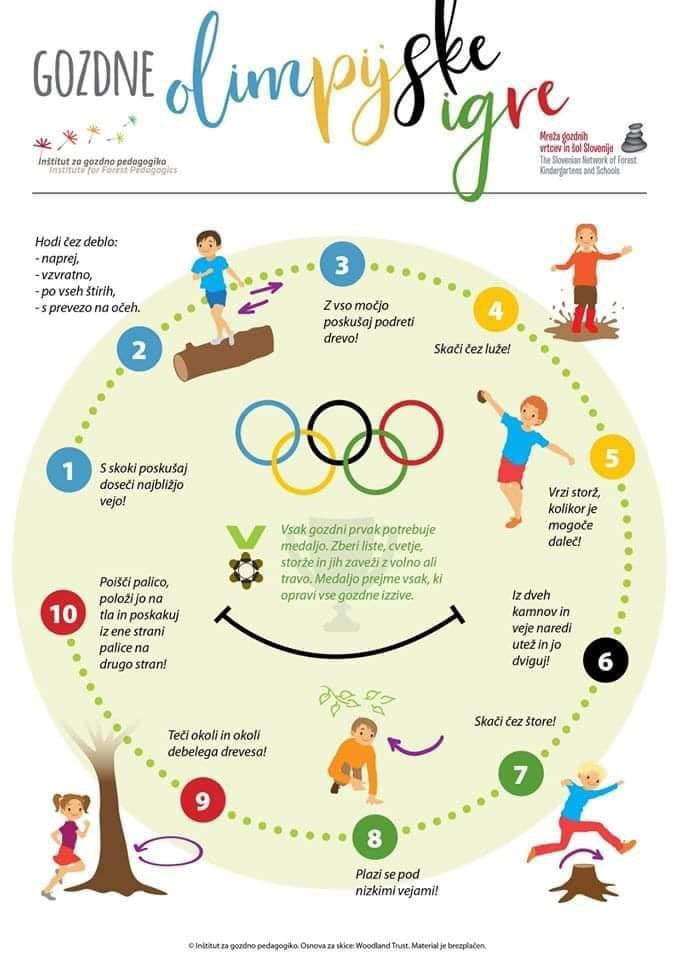 GOZDNE olimpijske
igre
Inštitut za gozdno pedagogiko
Institute for Forest Pedagogics
Mreža gozdnih
vrtcev in šol Slovenije
The Slovenian Network of Forest
Kindergartens and Schools
1
S skoki poskušaj
doseči najbližjo
vejo!
2
Hodi čez deblo:
- naprej,
- vzvratno,
- po vseh štirih,
- s prevezo na očeh.
3
Z vso močjo
poskušaj podreti
drevo!
4
Skači čez luže!
5
Vrzi storž,
kolikor je
mogoče
daleč!
Vsak gozdni prvak potrebuje
medaljo. Zberi liste, cvetje,
storže in jih zaveži z volno ali
travo. Medaljo prejme vsak, ki
opravi vse gozdne izzive.
6
Iz dveh
kamnov in
veje naredi
utež in jo
dviguj!
7
Skači čez štore!
8
Plazi se pod
nizkimi vejami!
9
Teči okoli in okoli
debelega drevesa!
10
Poišči palico,
položi jo na
tla in poskakuj
iz ene strani
palice na
drugo stran!
© Inštitut za gozdno pedagogiko. Osnova za skice: Woodland Trust. Material je brezplačen.